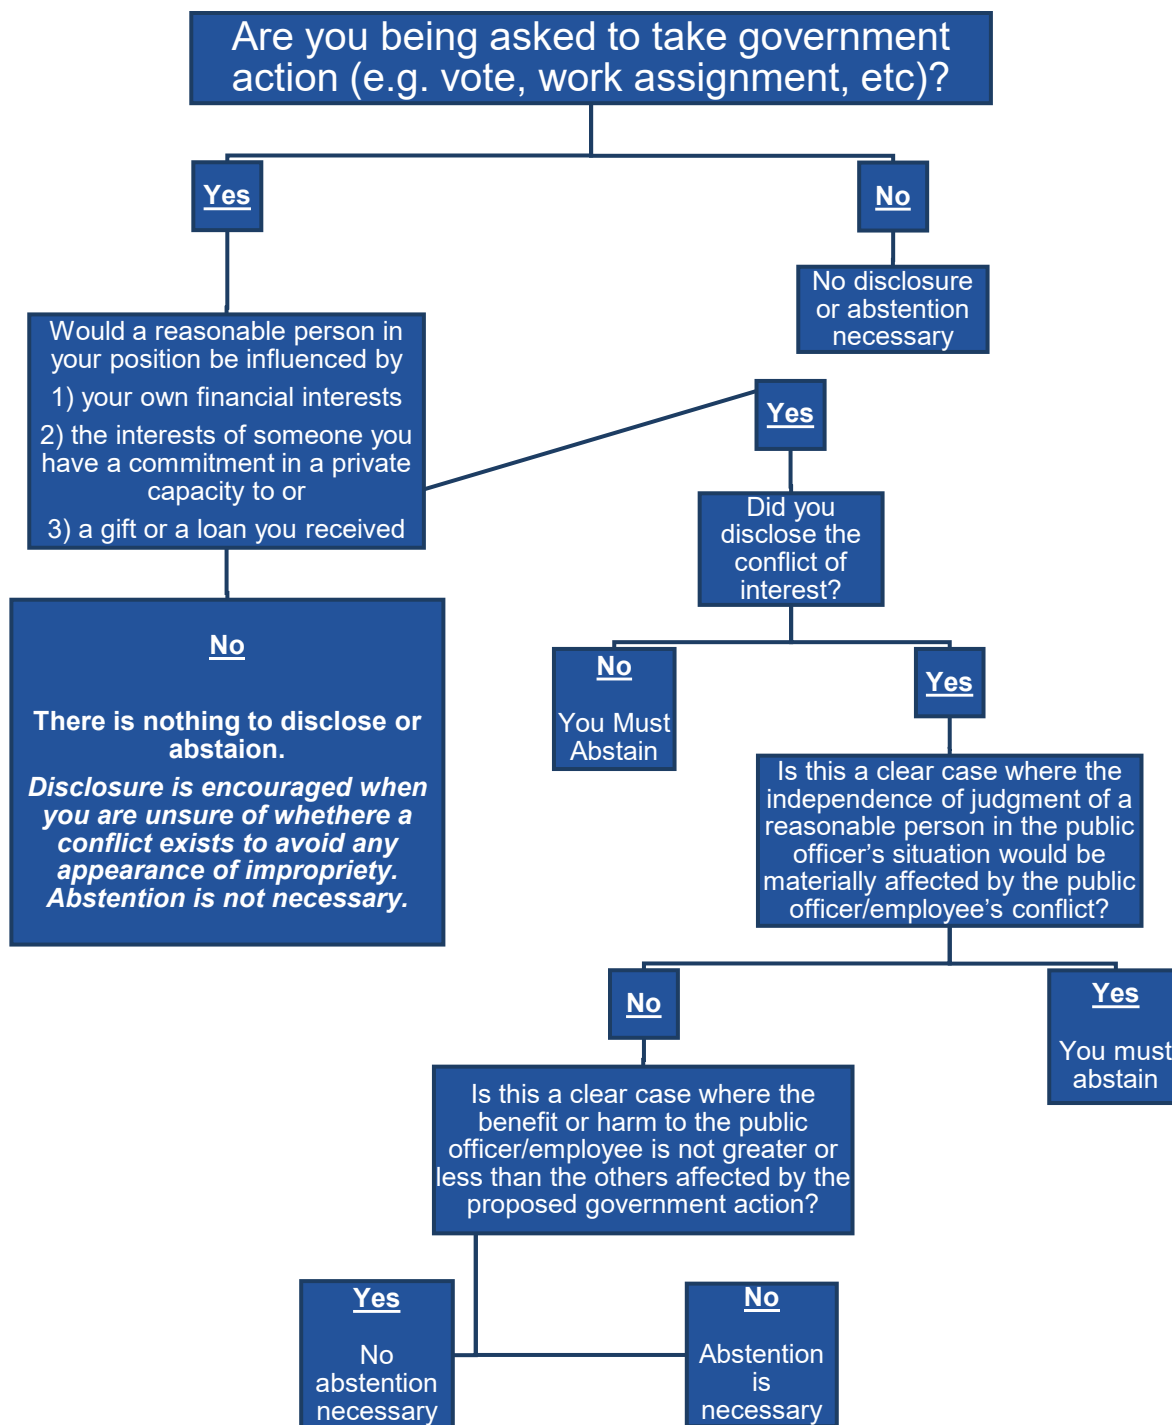 Are you being asked to take government
action (e.g. vote, work assignment, etc)?
Yes
No
No disclosure
or abstention
necessary
Would a reasonable person in
your position be influenced by
1) your own financial interests
2) the interests of someone you
have a commitment in a private
capacity to or
3) a gift or a loan you received
Yes
Did you
disclose the
conflict of
interest?
No
There is nothing to disclose or
abstaion.
Disclosure is encouraged when
you are unsure of whethere a
conflict exists to avoid any
appearance of impropriety.
Abstention is not necessary.
No
You Must
Abstain
Yes
Is this a clear case where the
independence of judgment of a
reasonable person in the public
officer’s situation would be
materially affected by the public
officer/employee’s conflict?
No
Yes
You must
abstain
Is this a clear case where the
benefit or harm to the public
officer/employee is not greater or
less than the others affected by the
proposed government action?
Yes
No
abstention
necessary
No
Abstention
is
necessary